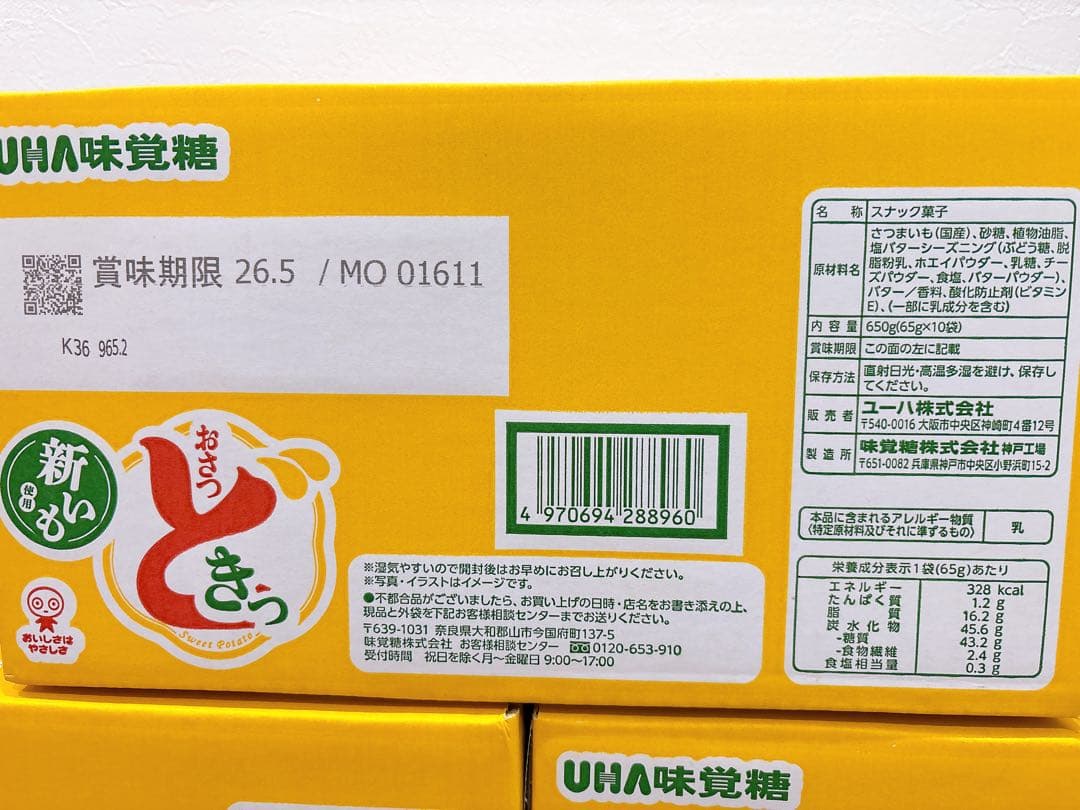 UHA味覚糖
賞味期限 26.5 / MO 01611
K36 965.2
新いも
使用
おさつ
どきっ
Sweet Potato
おいしさは
やさしさ
4 970694 288960
※湿気やすいので開封後はお早めにお召し上がりください。
※写真・イラストはイメージです。
●不都合品がございましたら、お買い上げの日時・店名をお書き添えの上、
現品と外袋を下記お客様相談センターまでお送りください。
〒639-1031 奈良県大和郡山市今国府町137-5
味覚糖株式会社 お客様相談センター 0120-653-910
受付時間 祝日を除く月〜金曜日 9:00〜17:00
名称 スナック菓子
原材料名 さつまいも(国産)、砂糖、植物油脂、
塩バターシーズニング(ぶどう糖、脱
脂粉乳、ホエイパウダー、乳糖、チー
ズパウダー、食塩、バターパウダー)、
バター/香料、酸化防止剤(ビタミン
E)、(一部に乳成分を含む)
内容量 650g(65g×10袋)
賞味期限 この面の左に記載
保存方法 直射日光・高温多湿を避け、保存し
てください。
販売者 ユーハ株式会社
〒540-0016 大阪市中央区神崎町4番12号
製造所 味覚糖株式会社 神戸工場
〒651-0082 兵庫県神戸市中央区小野浜町15-2
本品に含まれるアレルギー物質
(特定原材料及びそれに準ずるもの) 乳
栄養成分表示1袋(65g)あたり
エネルギー 328 kcal
たんぱく質 1.2 g
脂質 16.2 g
炭水化物 45.6 g
-糖質 43.2 g
-食物繊維 2.4 g
食塩相当量 0.3 g
UHA味覚糖